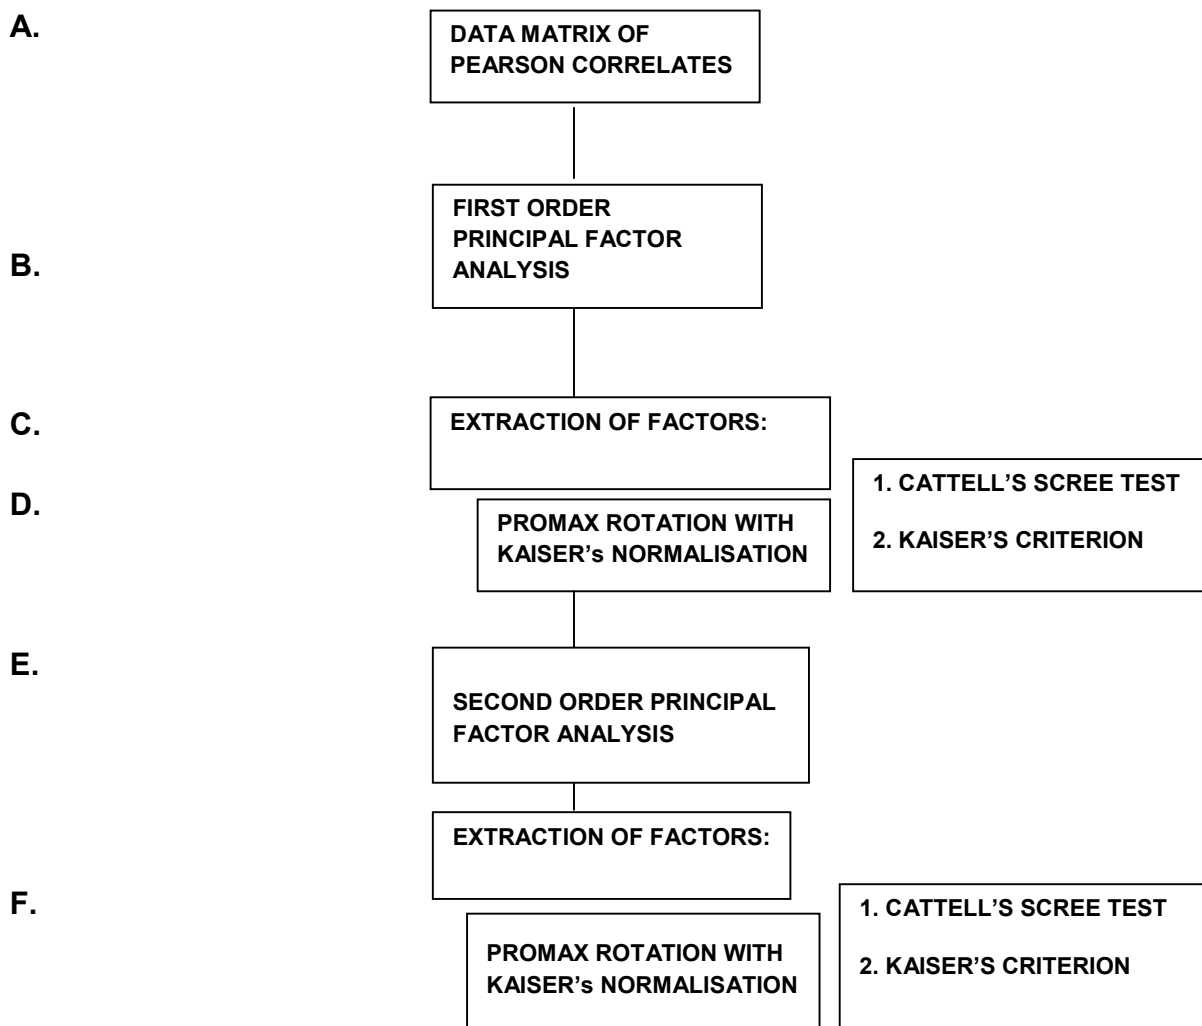 A.
DATA MATRIX OF
PEARSON CORRELATES
FIRST ORDER
PRINCIPAL FACTOR
ANALYSIS
B.
C.
EXTRACTION OF FACTORS:
1. CATTELL’S SCREE TEST
2. KAISER’S CRITERION
D.
PROMAX ROTATION WITH
KAISER’s NORMALISATION
E.
SECOND ORDER PRINCIPAL
FACTOR ANALYSIS
EXTRACTION OF FACTORS:
F.
1. CATTELL’S SCREE TEST
2. KAISER’S CRITERION
PROMAX ROTATION WITH
KAISER’s NORMALISATION